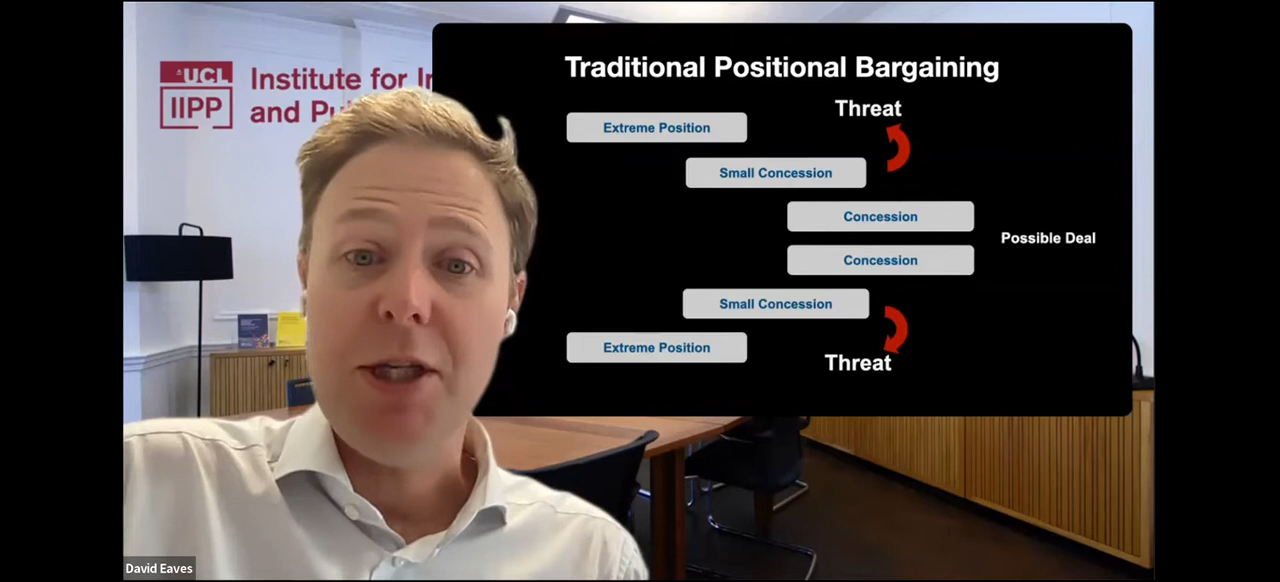 UCL
IIPP
Institute for I
and Pu
Traditional Positional Bargaining
Threat
Extreme Position
Small Concession
Concession
Possible Deal
Concession
Small Concession
Extreme Position
Threat
David Eaves